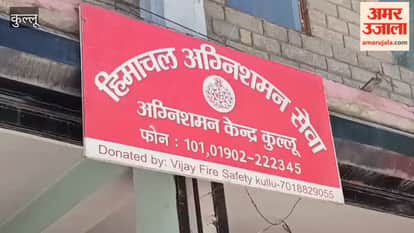 कुल्लू
अमर उजाला
amarujala.com
हिमाचल अग्निशमन सेवा
अग्निशमन केन्द्र कुल्लू
फोन : 101,01902-222345
Donated by: Vijay Fire Safety kullu-7018829055